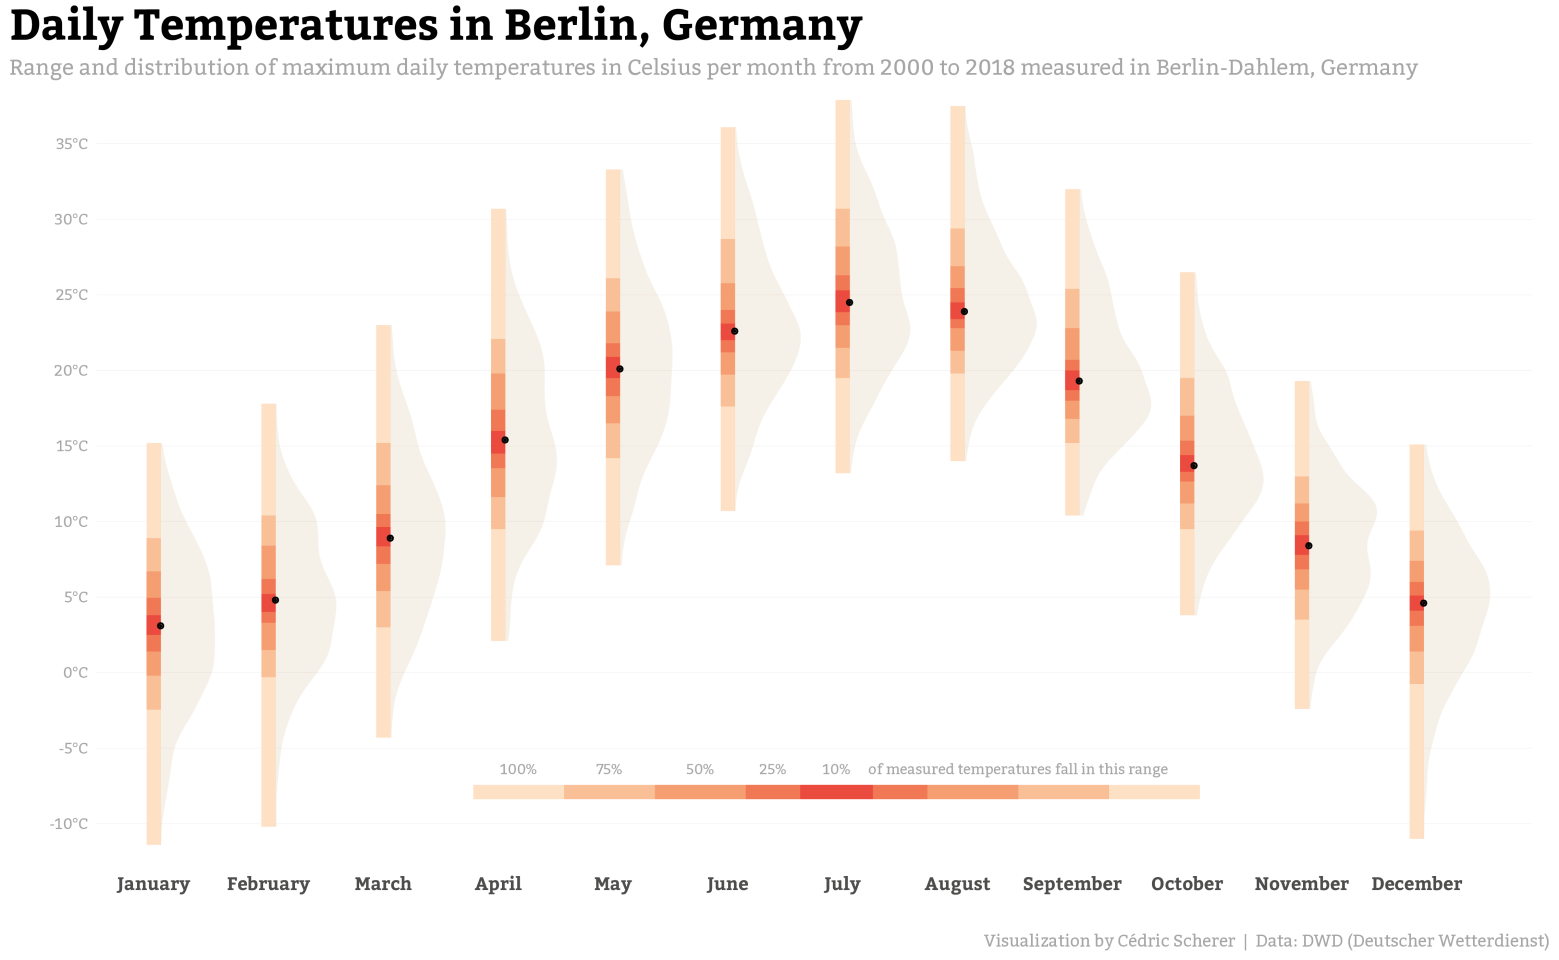 Daily Temperatures in Berlin, Germany
Range and distribution of maximum daily temperatures in Celsius per month from 2000 to 2018 measured in Berlin-Dahlem, Germany
35°C
30°C
25°C
20°C
15°C
10°C
5°C
0°C
-5°C
100% 75% 50% 25% 10% of measured temperatures fall in this range
-10°C
January February March April May June July August September October November December
Visualization by Cédric Scherer | Data: DWD (Deutscher Wetterdienst)